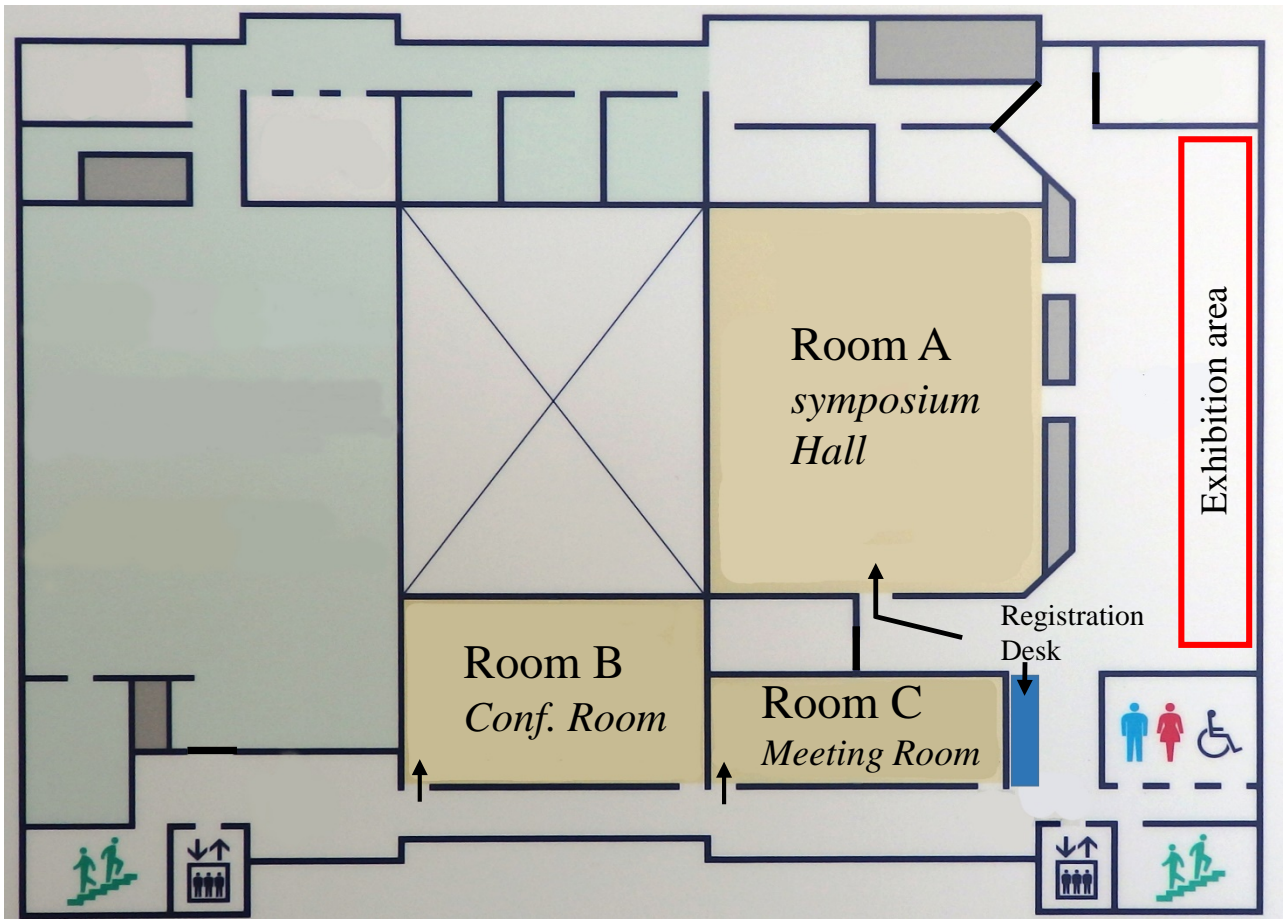 Room A
symposium
Hall
Exhibition area
Registration
Desk
Room B
Conf. Room
Room C
Meeting Room